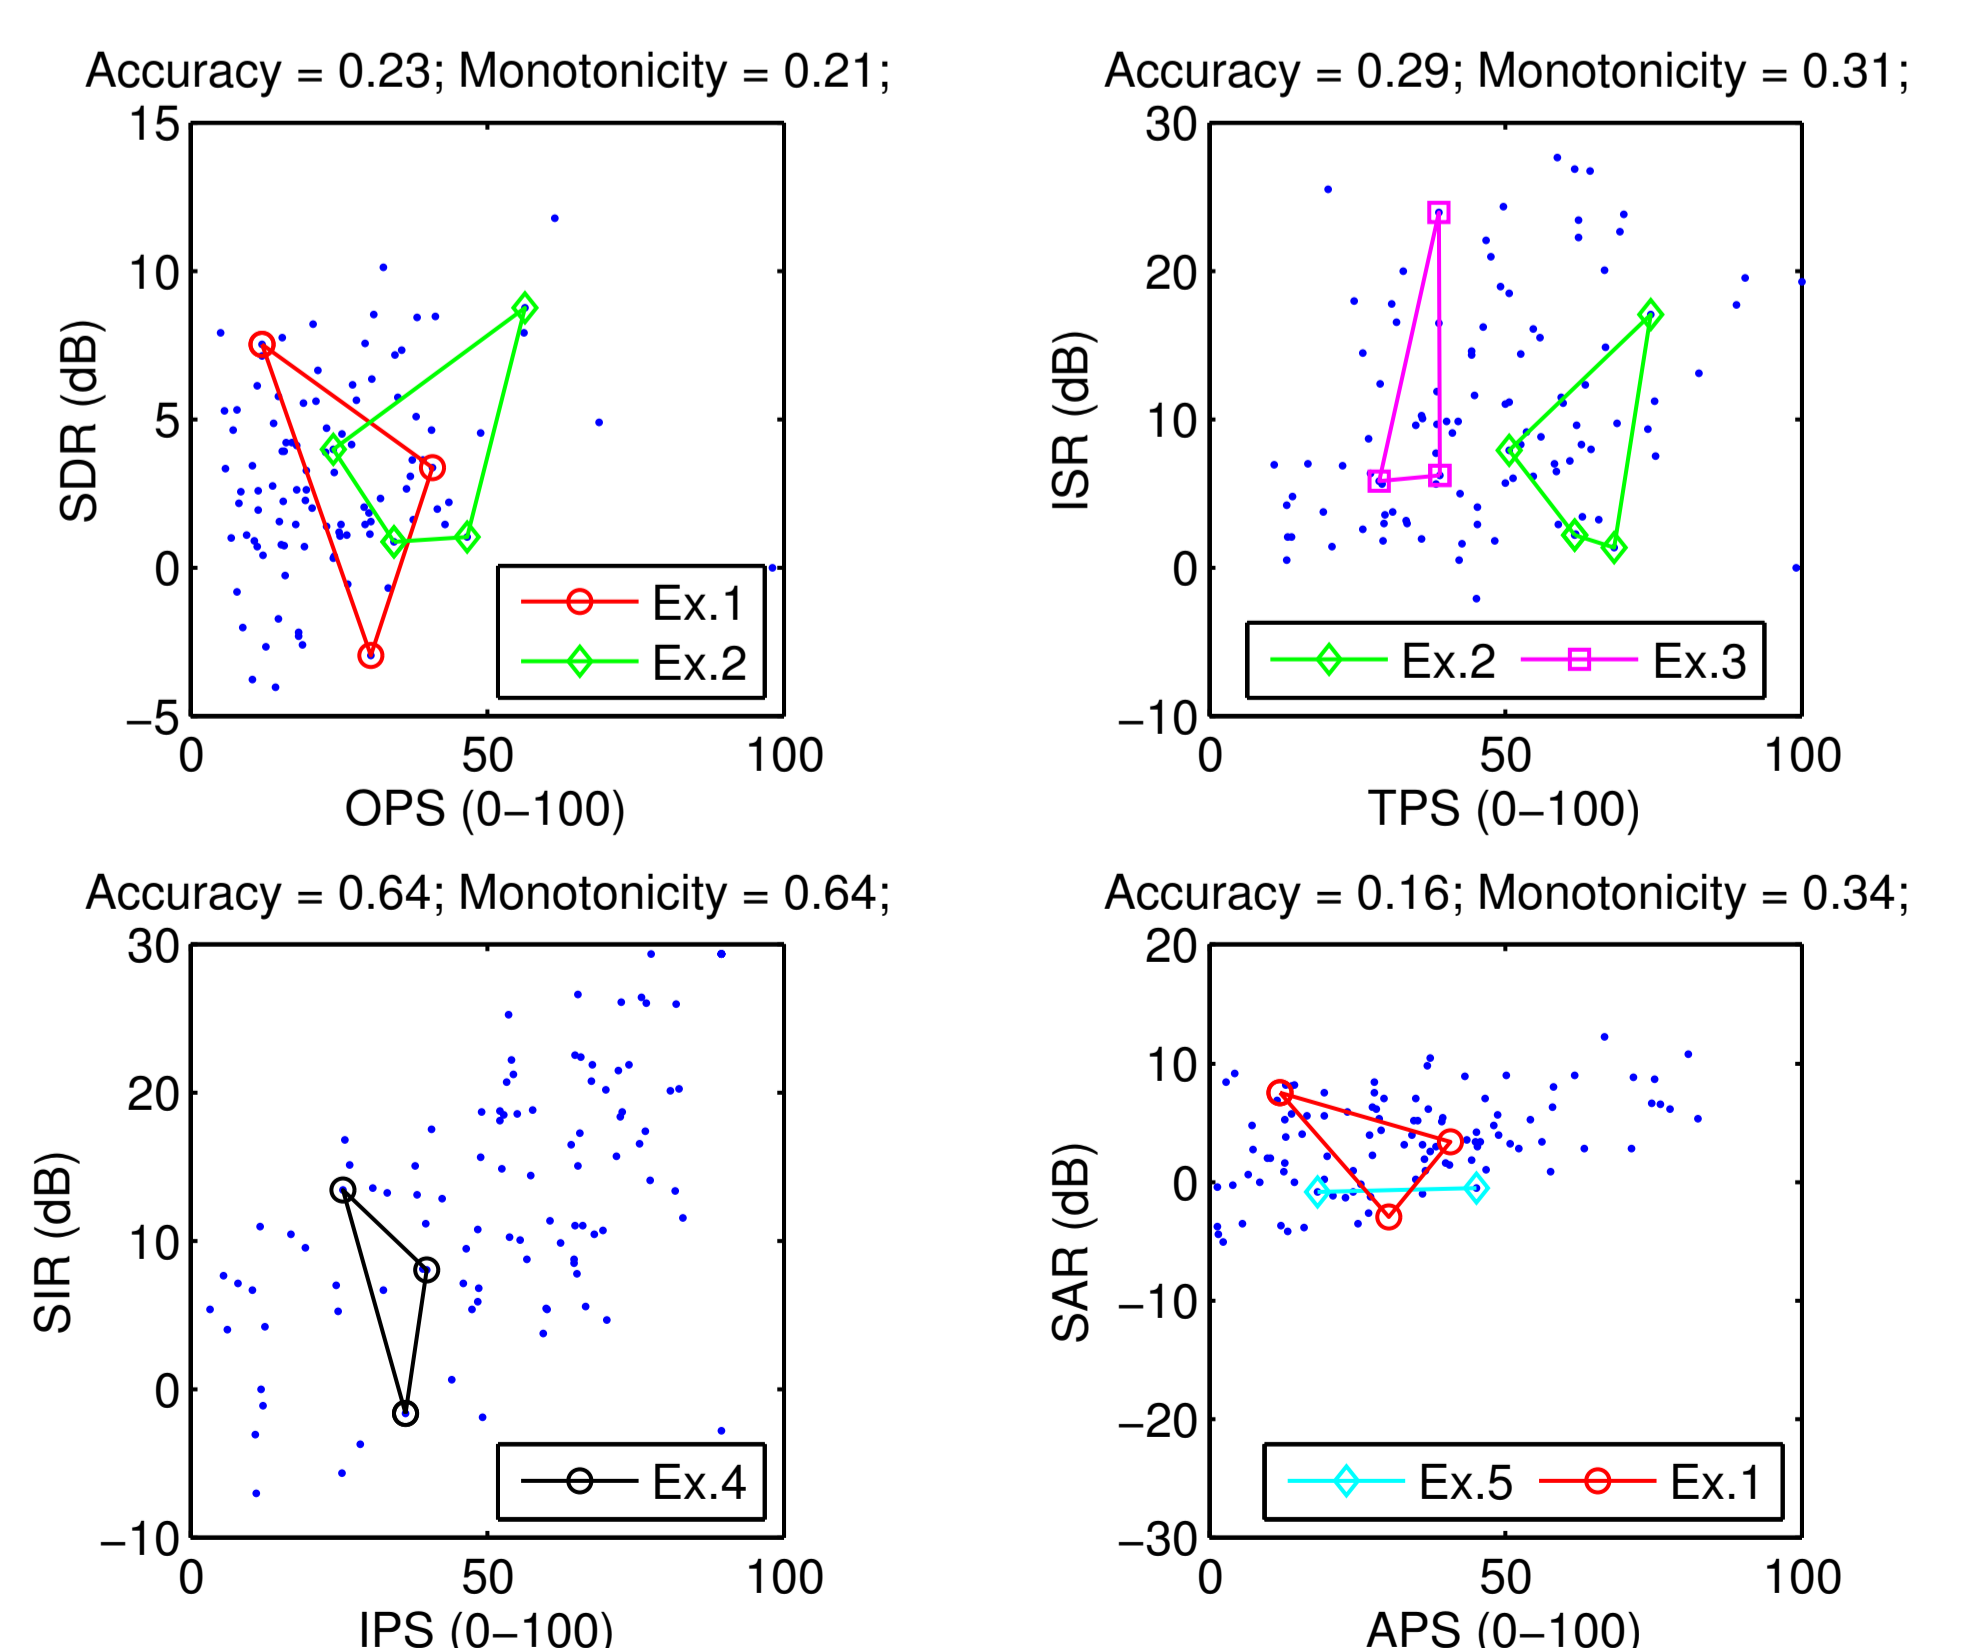 Accuracy = 0.23; Monotonicity = 0.21;
15
10
5
0
−5
SDR (dB)
Ex.1
Ex.2
0 50 100
OPS (0−100)
Accuracy = 0.29; Monotonicity = 0.31;
30
20
10
0
−10
ISR (dB)
Ex.2 Ex.3
0 50 100
TPS (0−100)
Accuracy = 0.64; Monotonicity = 0.64;
30
20
10
0
−10
SIR (dB)
Ex.4
0 50 100
IPS (0−100)
Accuracy = 0.16; Monotonicity = 0.34;
20
10
0
−10
−20
−30
SAR (dB)
Ex.5 Ex.1
0 50 100
APS (0−100)